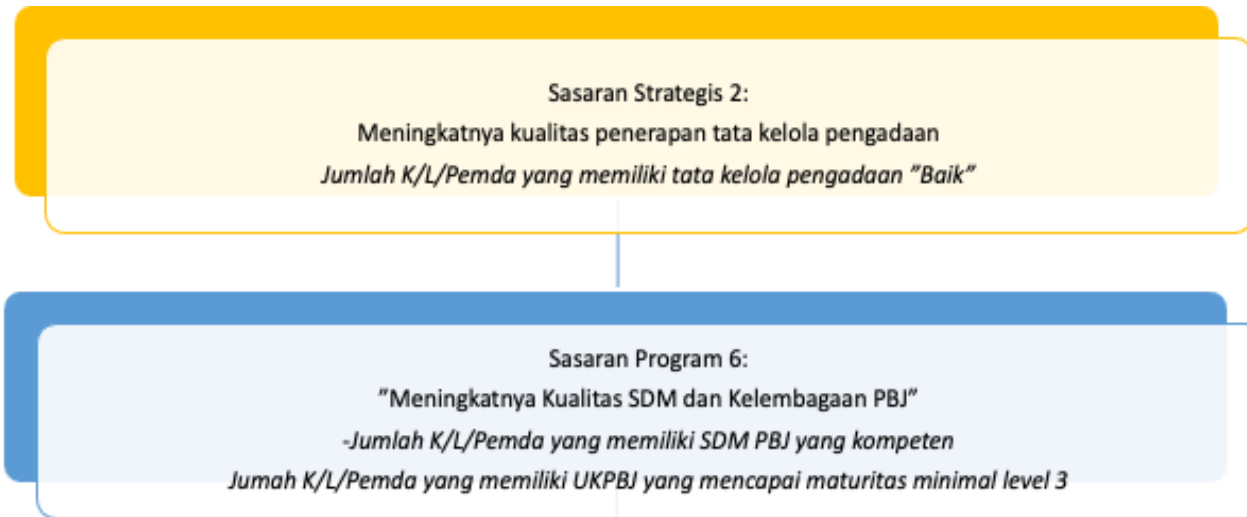 Sasaran Strategis 2:
Meningkatnya kualitas penerapan tata kelola pengadaan
Jumlah K/L/Pemda yang memiliki tata kelola pengadaan ”Baik”
Sasaran Program 6:
”Meningkatnya Kualitas SDM dan Kelembagaan PBJ”
-Jumlah K/L/Pemda yang memiliki SDM PBJ yang kompeten
Jumah K/L/Pemda yang memiliki UKPBJ yang mencapai maturitas minimal level 3